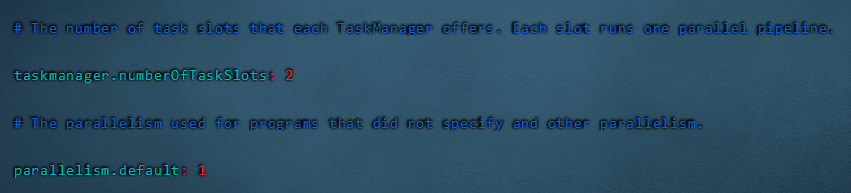 # The number of task slots that each TaskManager offers. Each slot runs one parallel pipeline.
taskmanager.numberOfTaskSlots: 2
# The parallelism used for programs that did not specify and other parallelism.
parallelism.default: 1